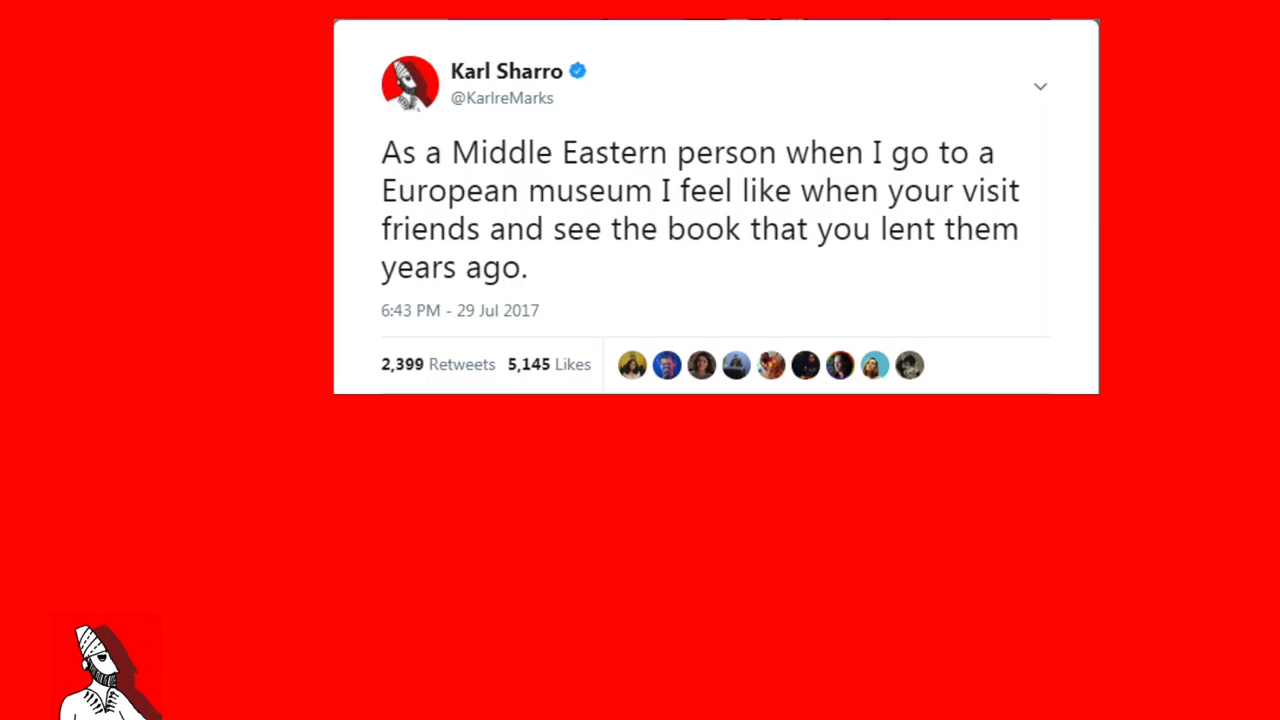 Karl Sharro
@KarlreMarks
As a Middle Eastern person when I go to a
European museum I feel like when your visit
friends and see the book that you lent them
years ago.
6:43 PM - 29 Jul 2017
2,399 Retweets 5,145 Likes